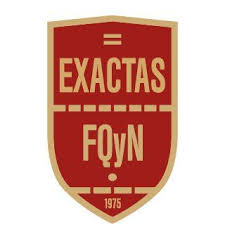 =
EXACTAS
FQyN
1975